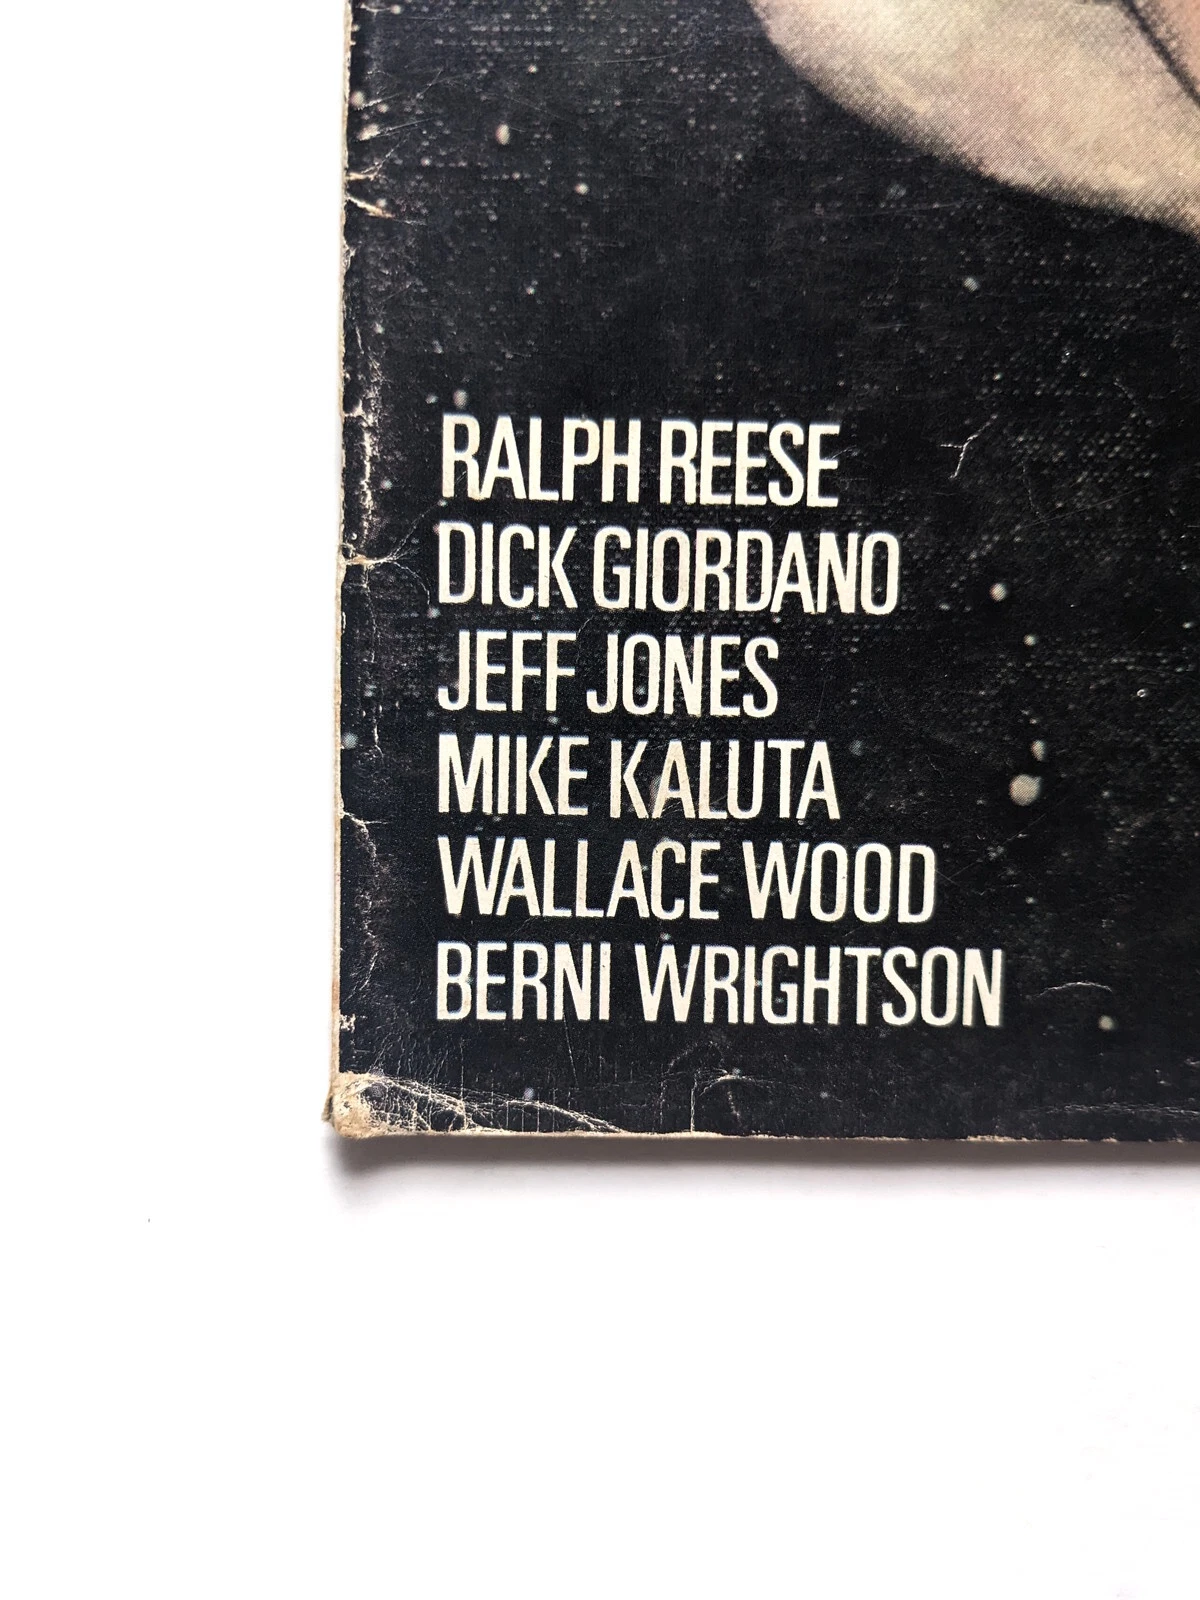 RALPH REESE
DICK GIORDANO
JEFF JONES
MIKE KALUTA
WALLACE WOOD
BERNI WRIGHTSON